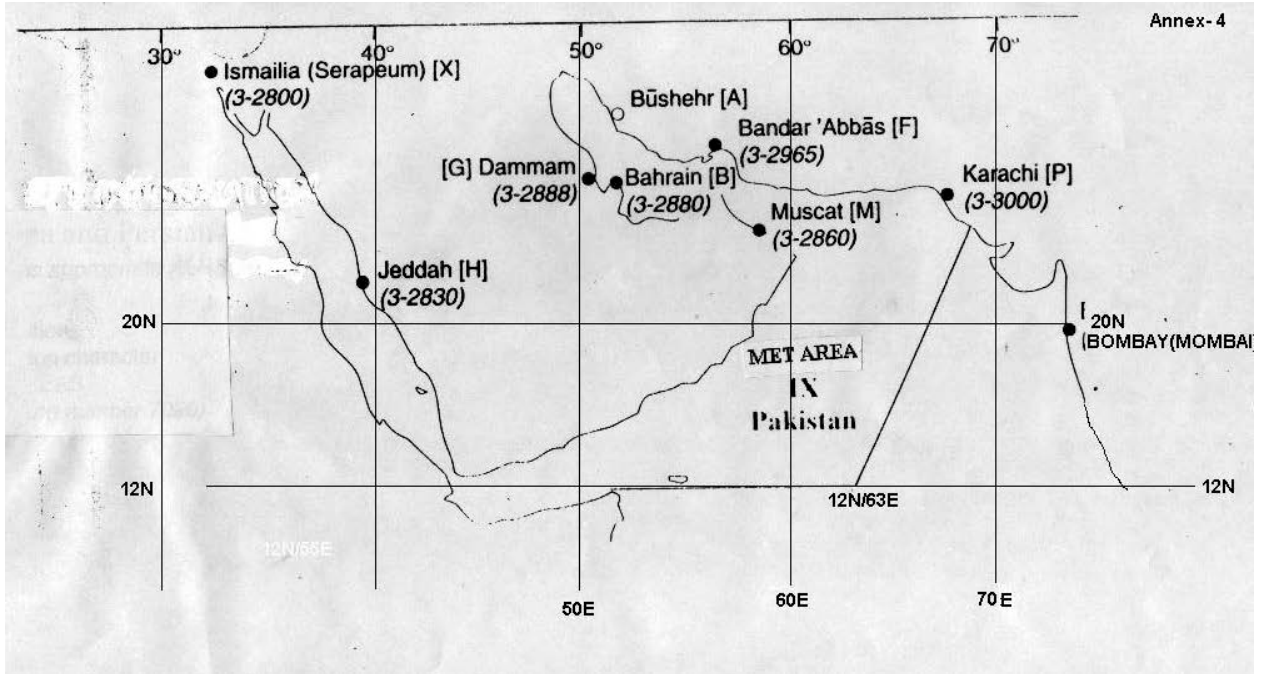 Annex- 4
30° 40° 50° 60° 70°
Ismailia (Serapeum) [X]
(3-2800)
Būshehr [A]
Bandar 'Abbās [F]
(3-2965)
[G] Dammam
(3-2888)
Bahrain [B]
(3-2880)
Karachi [P]
(3-3000)
Muscat [M]
(3-2860)
Jeddah [H]
(3-2830)
20N
[
20N
(BOMBAY(MOMBAI)
MET AREA
IX
Pakistan
12N
12N/63E
12N
12N/55E
50E 60E 70E